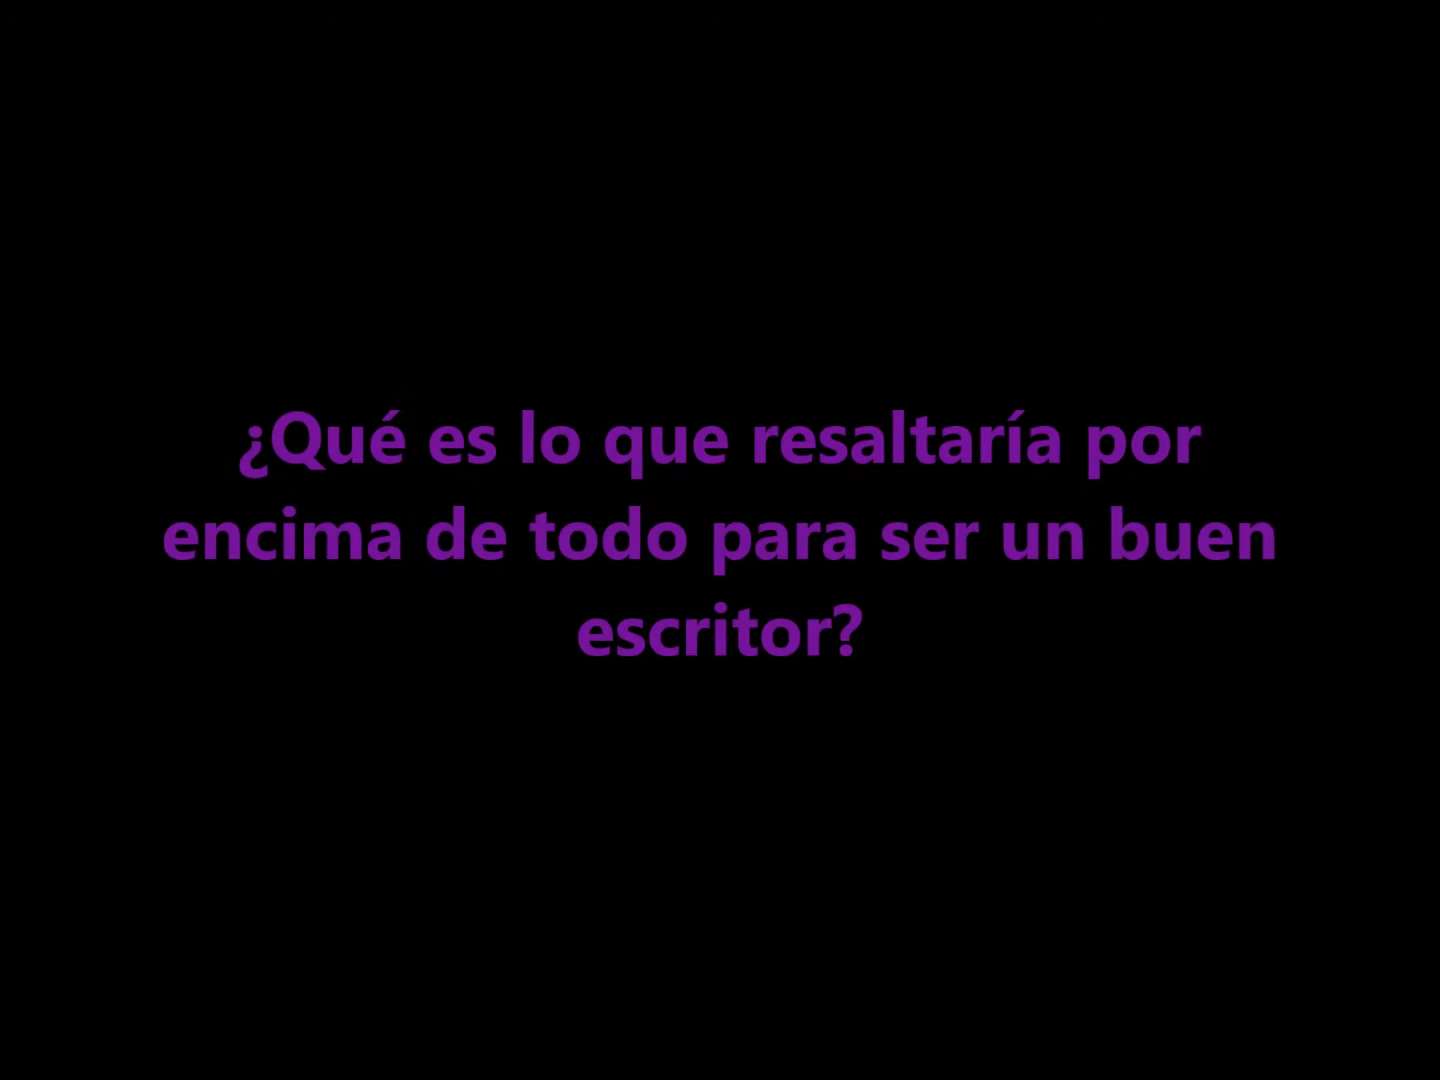 ¿Qué es lo que resaltaría por
encima de todo para ser un buen
escritor?